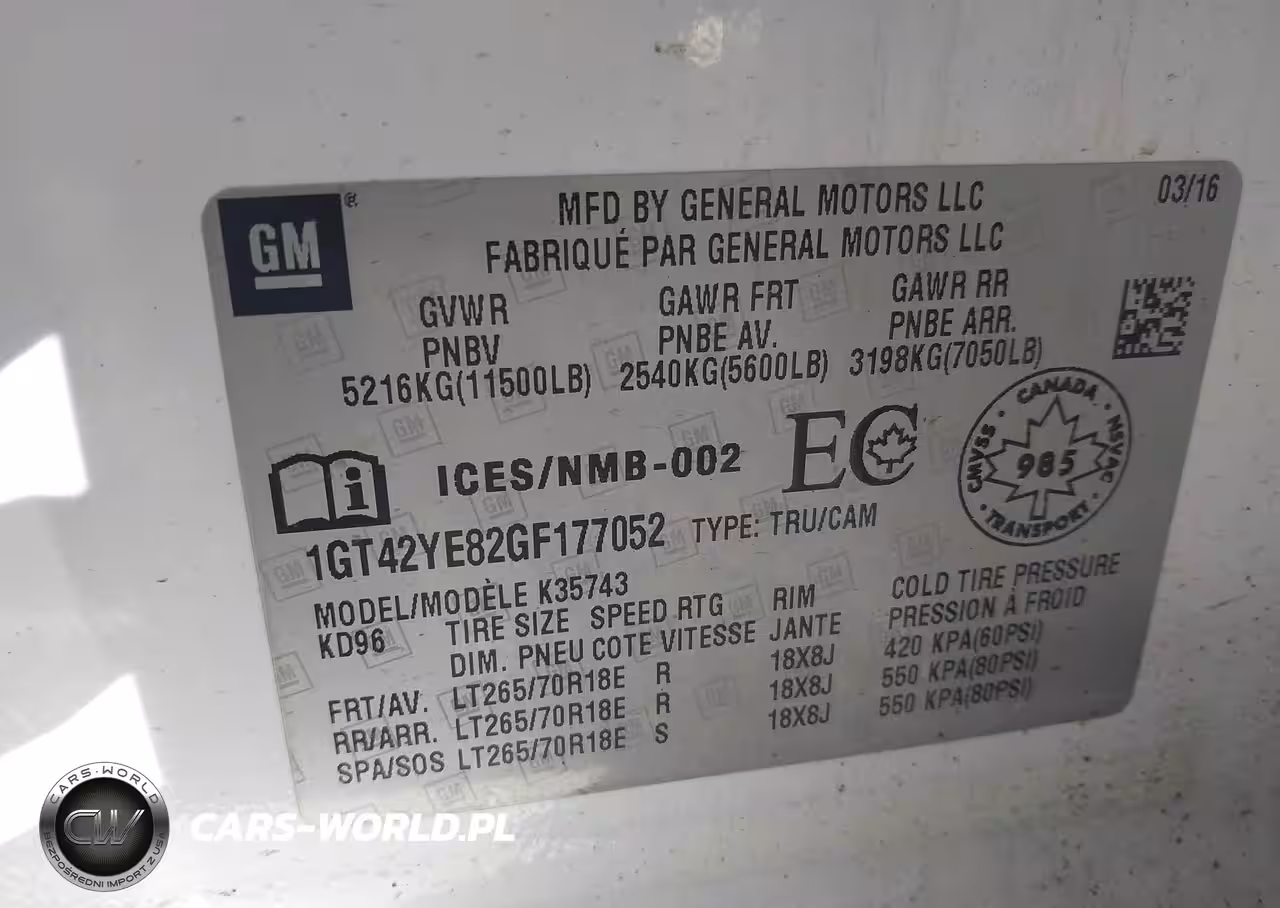 GM®
MFD BY GENERAL MOTORS LLC
03/16
FABRIQUÉ PAR GENERAL MOTORS LLC
GVWR GAWR FRT GAWR RR
PNBV PNBE AV. PNBE ARR.
5216KG(11500LB) 2540KG(5600LB) 3198KG(7050LB)
ICES/NMB-002 EC
CANADA · NSVAC · TRANSPORT · CMVSS ·
985
1GT42YE82GF177052 TYPE: TRU/CAM
MODEL/MODÈLE K35743
KD96 TIRE SIZE SPEED RTG RIM COLD TIRE PRESSURE
DIM. PNEU COTE VITESSE JANTE PRESSION À FROID
FRT/AV. LT265/70R18E R 18X8J 420 KPA(60PSI)
RR/ARR. LT265/70R18E R 18X8J 550 KPA(80PSI)
SPA/SOS LT265/70R18E S 18X8J 550 KPA(80PSI)
CARS-WORLD
CW
BEZPOŚREDNI IMPORT Z USA
CARS-WORLD.PL